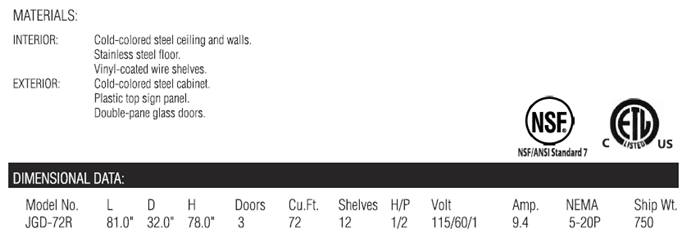 MATERIALS:
INTERIOR: Cold-colored steel ceiling and walls.
Stainless steel floor.
Vinyl-coated wire shelves.
EXTERIOR: Cold-colored steel cabinet.
Plastic top sign panel.
Double-pane glass doors.
NSF
NSF/ANSI Standard 7
C ETL LISTED US
DIMENSIONAL DATA:
Model No. L D H Doors Cu.Ft. Shelves H/P Volt Amp. NEMA Ship Wt.
JGD-72R 81.0" 32.0" 78.0" 3 72 12 1/2 115/60/1 9.4 5-20P 750